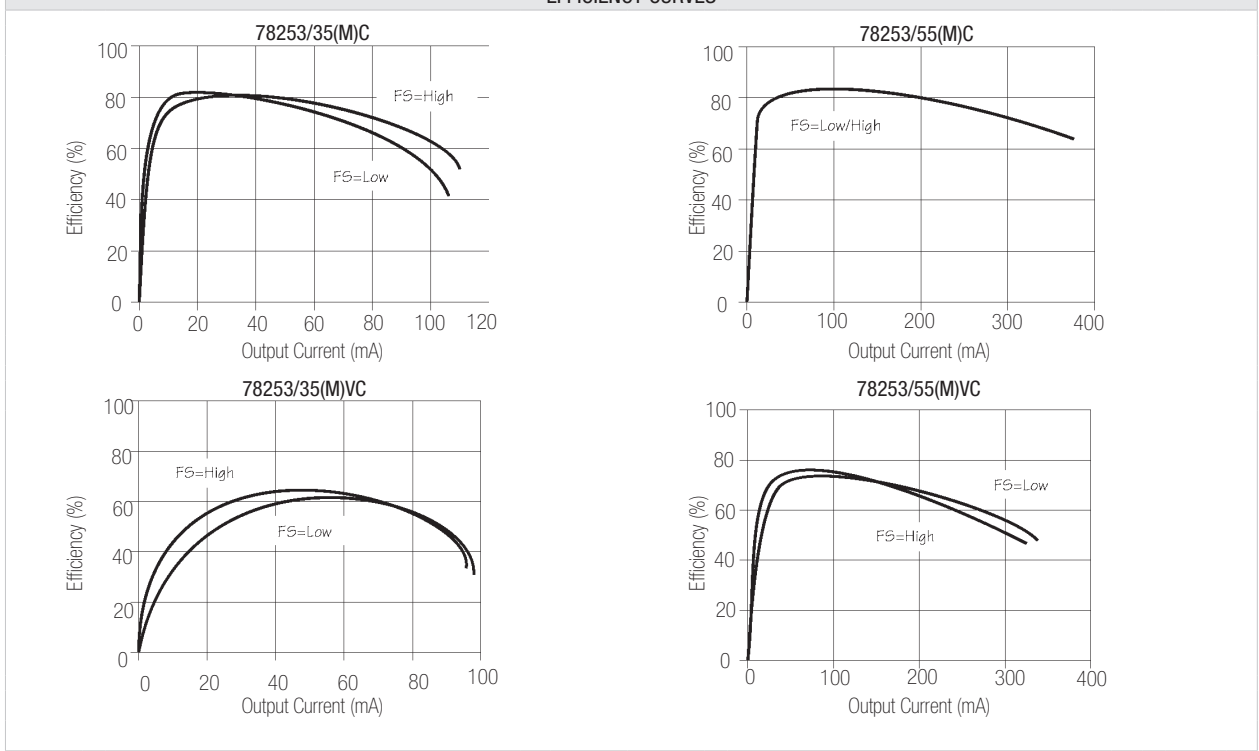 78253/35(M)C
Efficiency (%)
100
80
60
40
20
0
FS=High
FS=Low
0 20 40 60 80 100 120
Output Current (mA)
78253/55(M)C
Efficiency (%)
100
80
60
40
20
0
FS=Low/High
0 100 200 300 400
Output Current (mA)
78253/35(M)VC
Efficiency (%)
100
80
60
40
20
0
FS=High
FS=Low
0 20 40 60 80 100
Output Current (mA)
78253/55(M)VC
Efficiency (%)
100
80
60
40
20
0
FS=Low
FS=High
0 100 200 300 400
Output Current (mA)